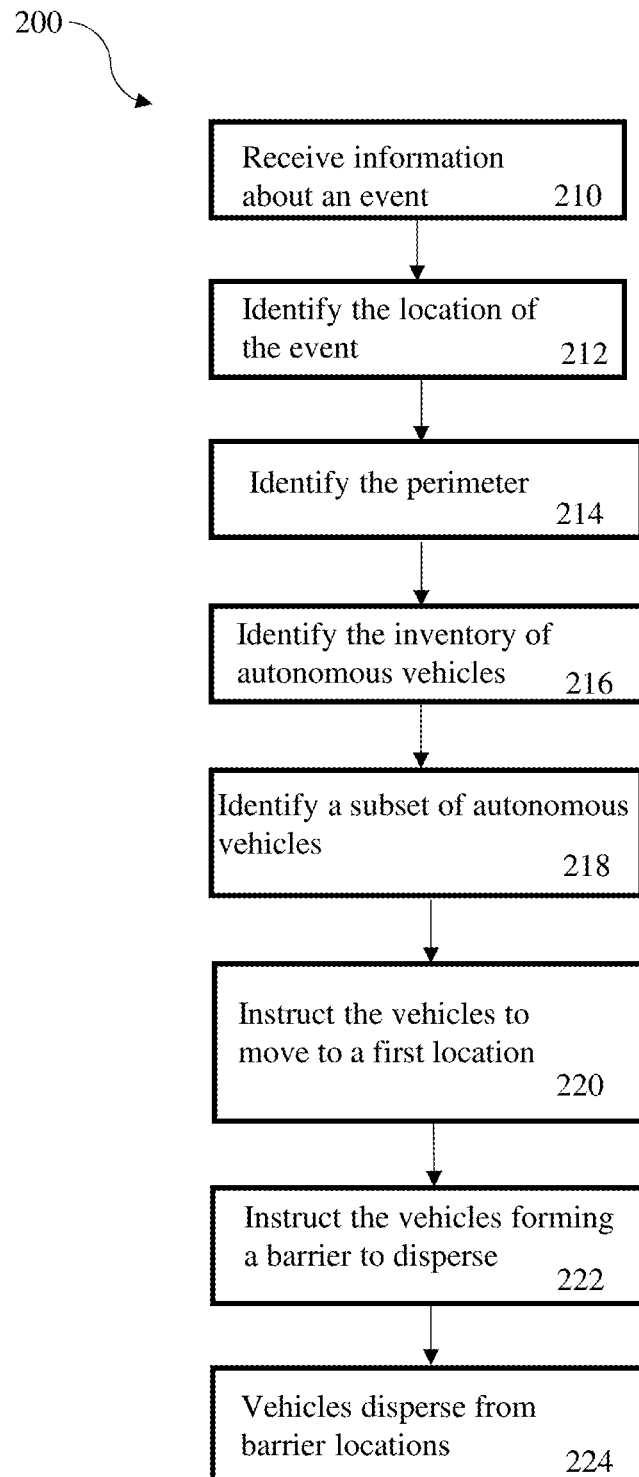 200
Receive information
about an event 210
Identify the location of
the event 212
Identify the perimeter
214
Identify the inventory of
autonomous vehicles 216
Identify a subset of autonomous
vehicles
218
Instruct the vehicles to
move to a first location
220
Instruct the vehicles forming
a barrier to disperse
222
Vehicles disperse from
barrier locations
224